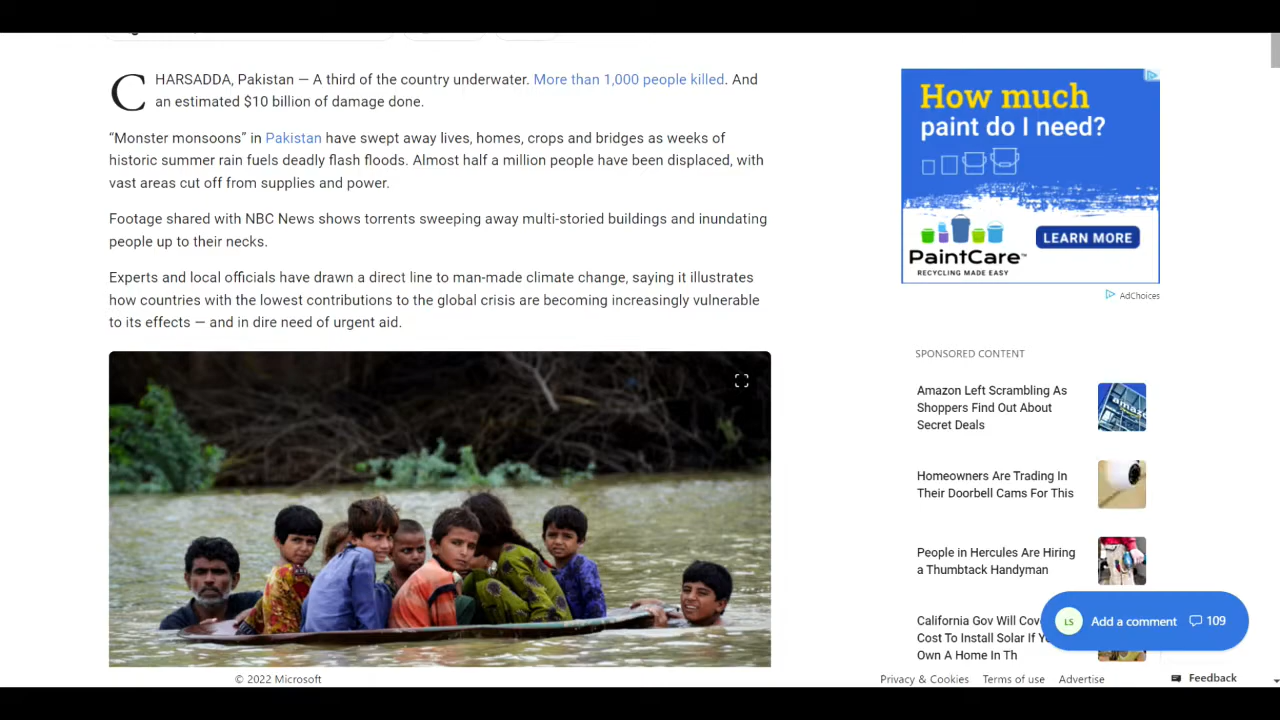 CHARSADDA, Pakistan — A third of the country underwater. More than 1,000 people killed. And
an estimated $10 billion of damage done.
“Monster monsoons” in Pakistan have swept away lives, homes, crops and bridges as weeks of
historic summer rain fuels deadly flash floods. Almost half a million people have been displaced, with
vast areas cut off from supplies and power.
Footage shared with NBC News shows torrents sweeping away multi-storied buildings and inundating
people up to their necks.
Experts and local officials have drawn a direct line to man-made climate change, saying it illustrates
how countries with the lowest contributions to the global crisis are becoming increasingly vulnerable
to its effects — and in dire need of urgent aid.
How much
paint do I need?
PaintCare™
RECYCLING MADE EASY
LEARN MORE
AdChoices
SPONSORED CONTENT
Amazon Left Scrambling As
Shoppers Find Out About
Secret Deals
Homeowners Are Trading In
Their Doorbell Cams For This
People in Hercules Are Hiring
a Thumbtack Handyman
California Gov Will
Cost To Install Solar If
Own A Home In Th
LS Add a comment 109
© 2022 Microsoft
Privacy & Cookies
Terms of use
Advertise
Feedback